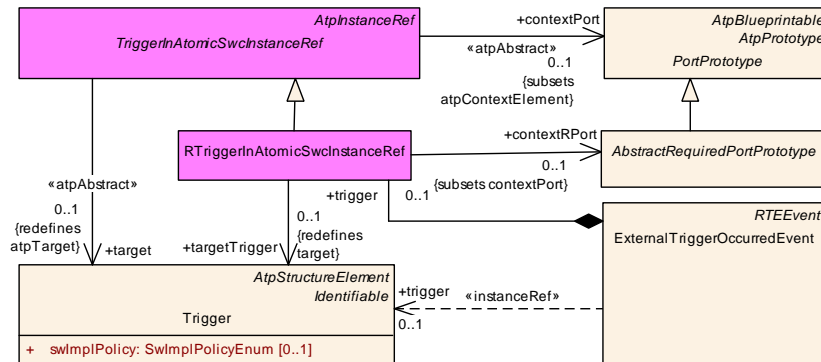 AtpInstanceRef
TriggerInAtomicSwcInstanceRef
+contextPort
«atpAbstract»
0..1
{subsets
atpContextElement}
AtpBlueprintable
AtpPrototype
PortPrototype
RTriggerInAtomicSwcInstanceRef
+contextRPort
0..1
{subsets contextPort}
AbstractRequiredPortPrototype
«atpAbstract»
0..1
{redefines
atpTarget}
+target
0..1
{redefines
target}
+targetTrigger
+trigger
0..1
RTEEvent
ExternalTriggerOccurredEvent
AtpStructureElement
Identifiable
Trigger
+ swImplPolicy: SwImplPolicyEnum [0..1]
+trigger
0..1
«instanceRef»